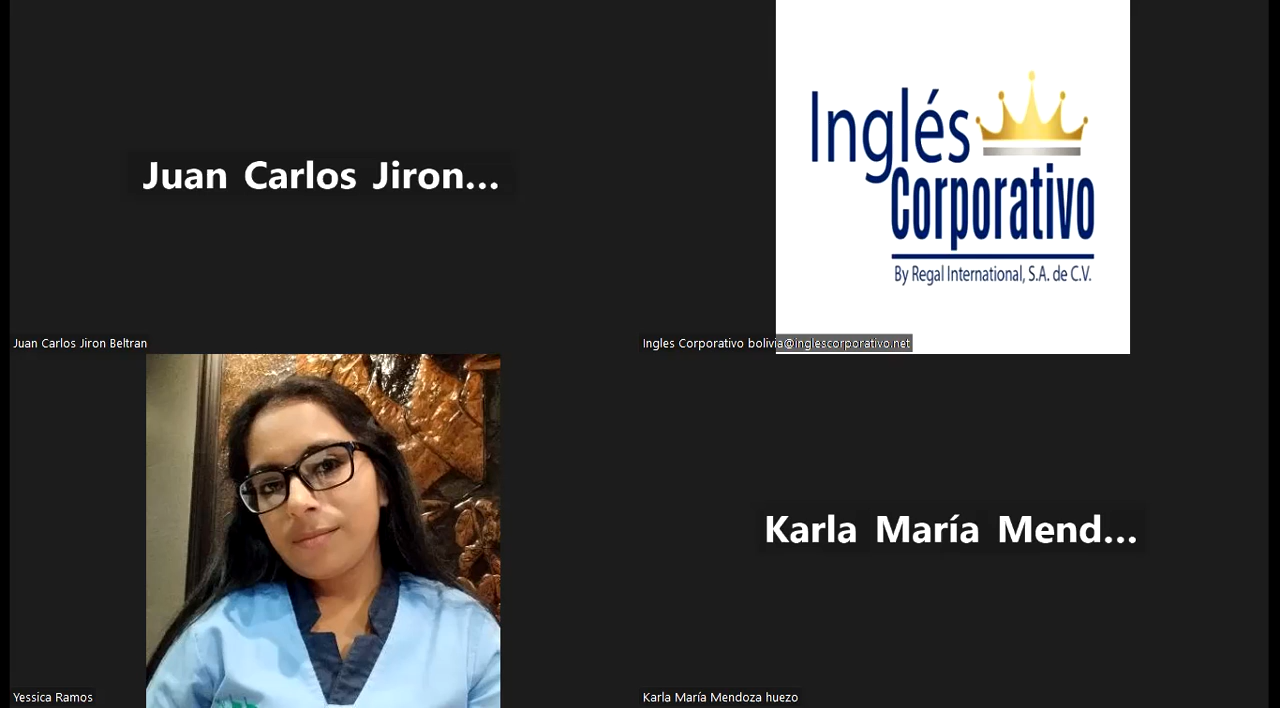 Juan Carlos Jiron...
Inglés
Corporativo
By Regal International, S.A. de C.V.
Juan Carlos Jiron Beltran
Ingles Corporativo bolivia@inglescorporativo.net
Karla María Mend...
Yessica Ramos
Karla María Mendoza huezo